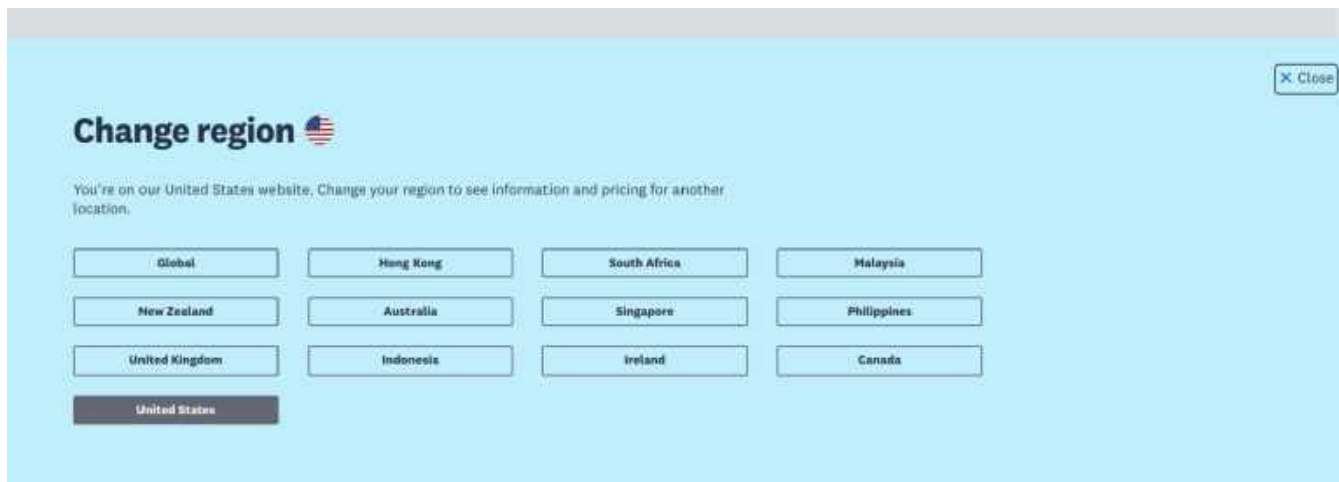 Close
Change region
You're on our United States website. Change your region to see information and pricing for another
location.
Global
Hong Kong
South Africa
Malaysia
New Zealand
Australia
Singapore
Philippines
United Kingdom
Indonesia
Ireland
Canada
United States